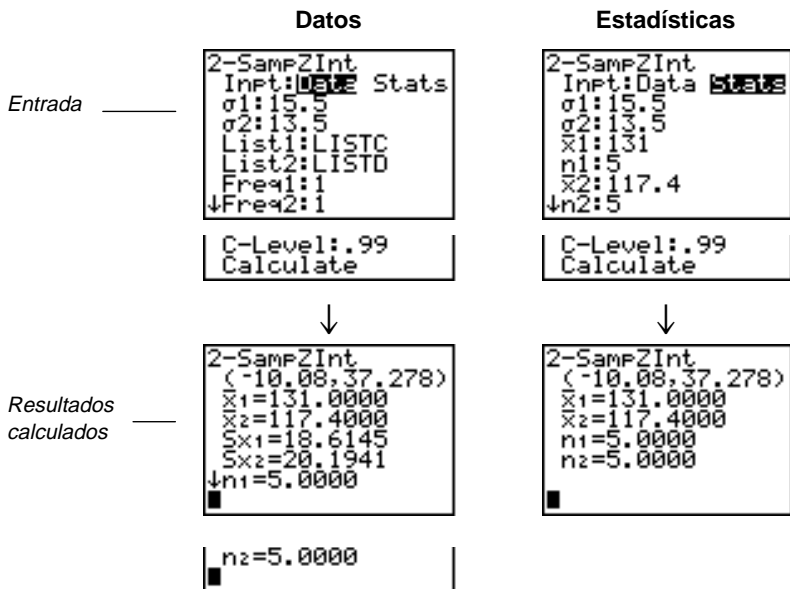 Datos
Estadísticas
Entrada
2-SampZInt
Inpt:Data Stats
σ1:15.5
σ2:13.5
List1:LISTC
List2:LISTD
Freq1:1
↓Freq2:1
C-Level:.99
Calculate
2-SampZInt
Inpt:Data Stats
σ1:15.5
σ2:13.5
x̄1:131
n1:5
x̄2:117.4
↓n2:5
C-Level:.99
Calculate
↓
↓
Resultados
calculados
2-SampZInt
(-10.08,37.278)
x̄1=131.0000
x̄2=117.4000
Sx1=18.6145
Sx2=20.1941
↓n1=5.0000
n2=5.0000
2-SampZInt
(-10.08,37.278)
x̄1=131.0000
x̄2=117.4000
n1=5.0000
n2=5.0000